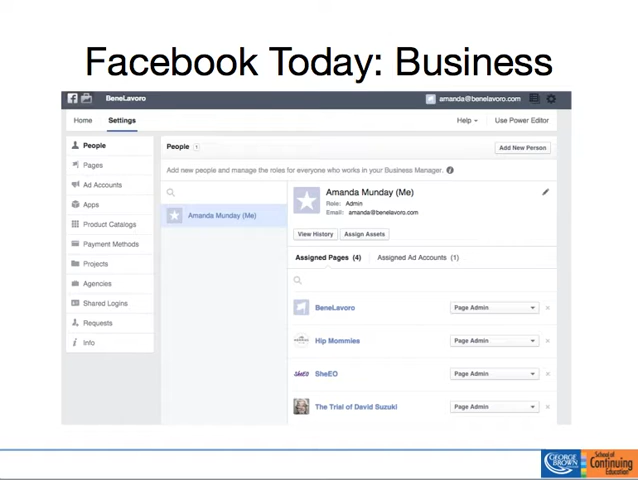 Facebook Today: Business
BeneLavoro
amanda@benelavoro.com
Home
Settings
Help
Use Power Editor
People
Pages
Ad Accounts
Apps
Product Catalogs
Payment Methods
Projects
Agencies
Shared Logins
Requests
Info
People 1
Add New Person
Add new people and manage the roles for everyone who works in your Business Manager.
Amanda Munday (Me)
Amanda Munday (Me)
Role: Admin
Email: amanda@benelavoro.com
View History
Assign Assets
Assigned Pages (4)
Assigned Ad Accounts (1)
BeneLavoro
Page Admin
Hip Mommies
Page Admin
SheEO
SheEO
Page Admin
The Trial of David Suzuki
Page Admin
GEORGE
BROWN
School of
Continuing
Education